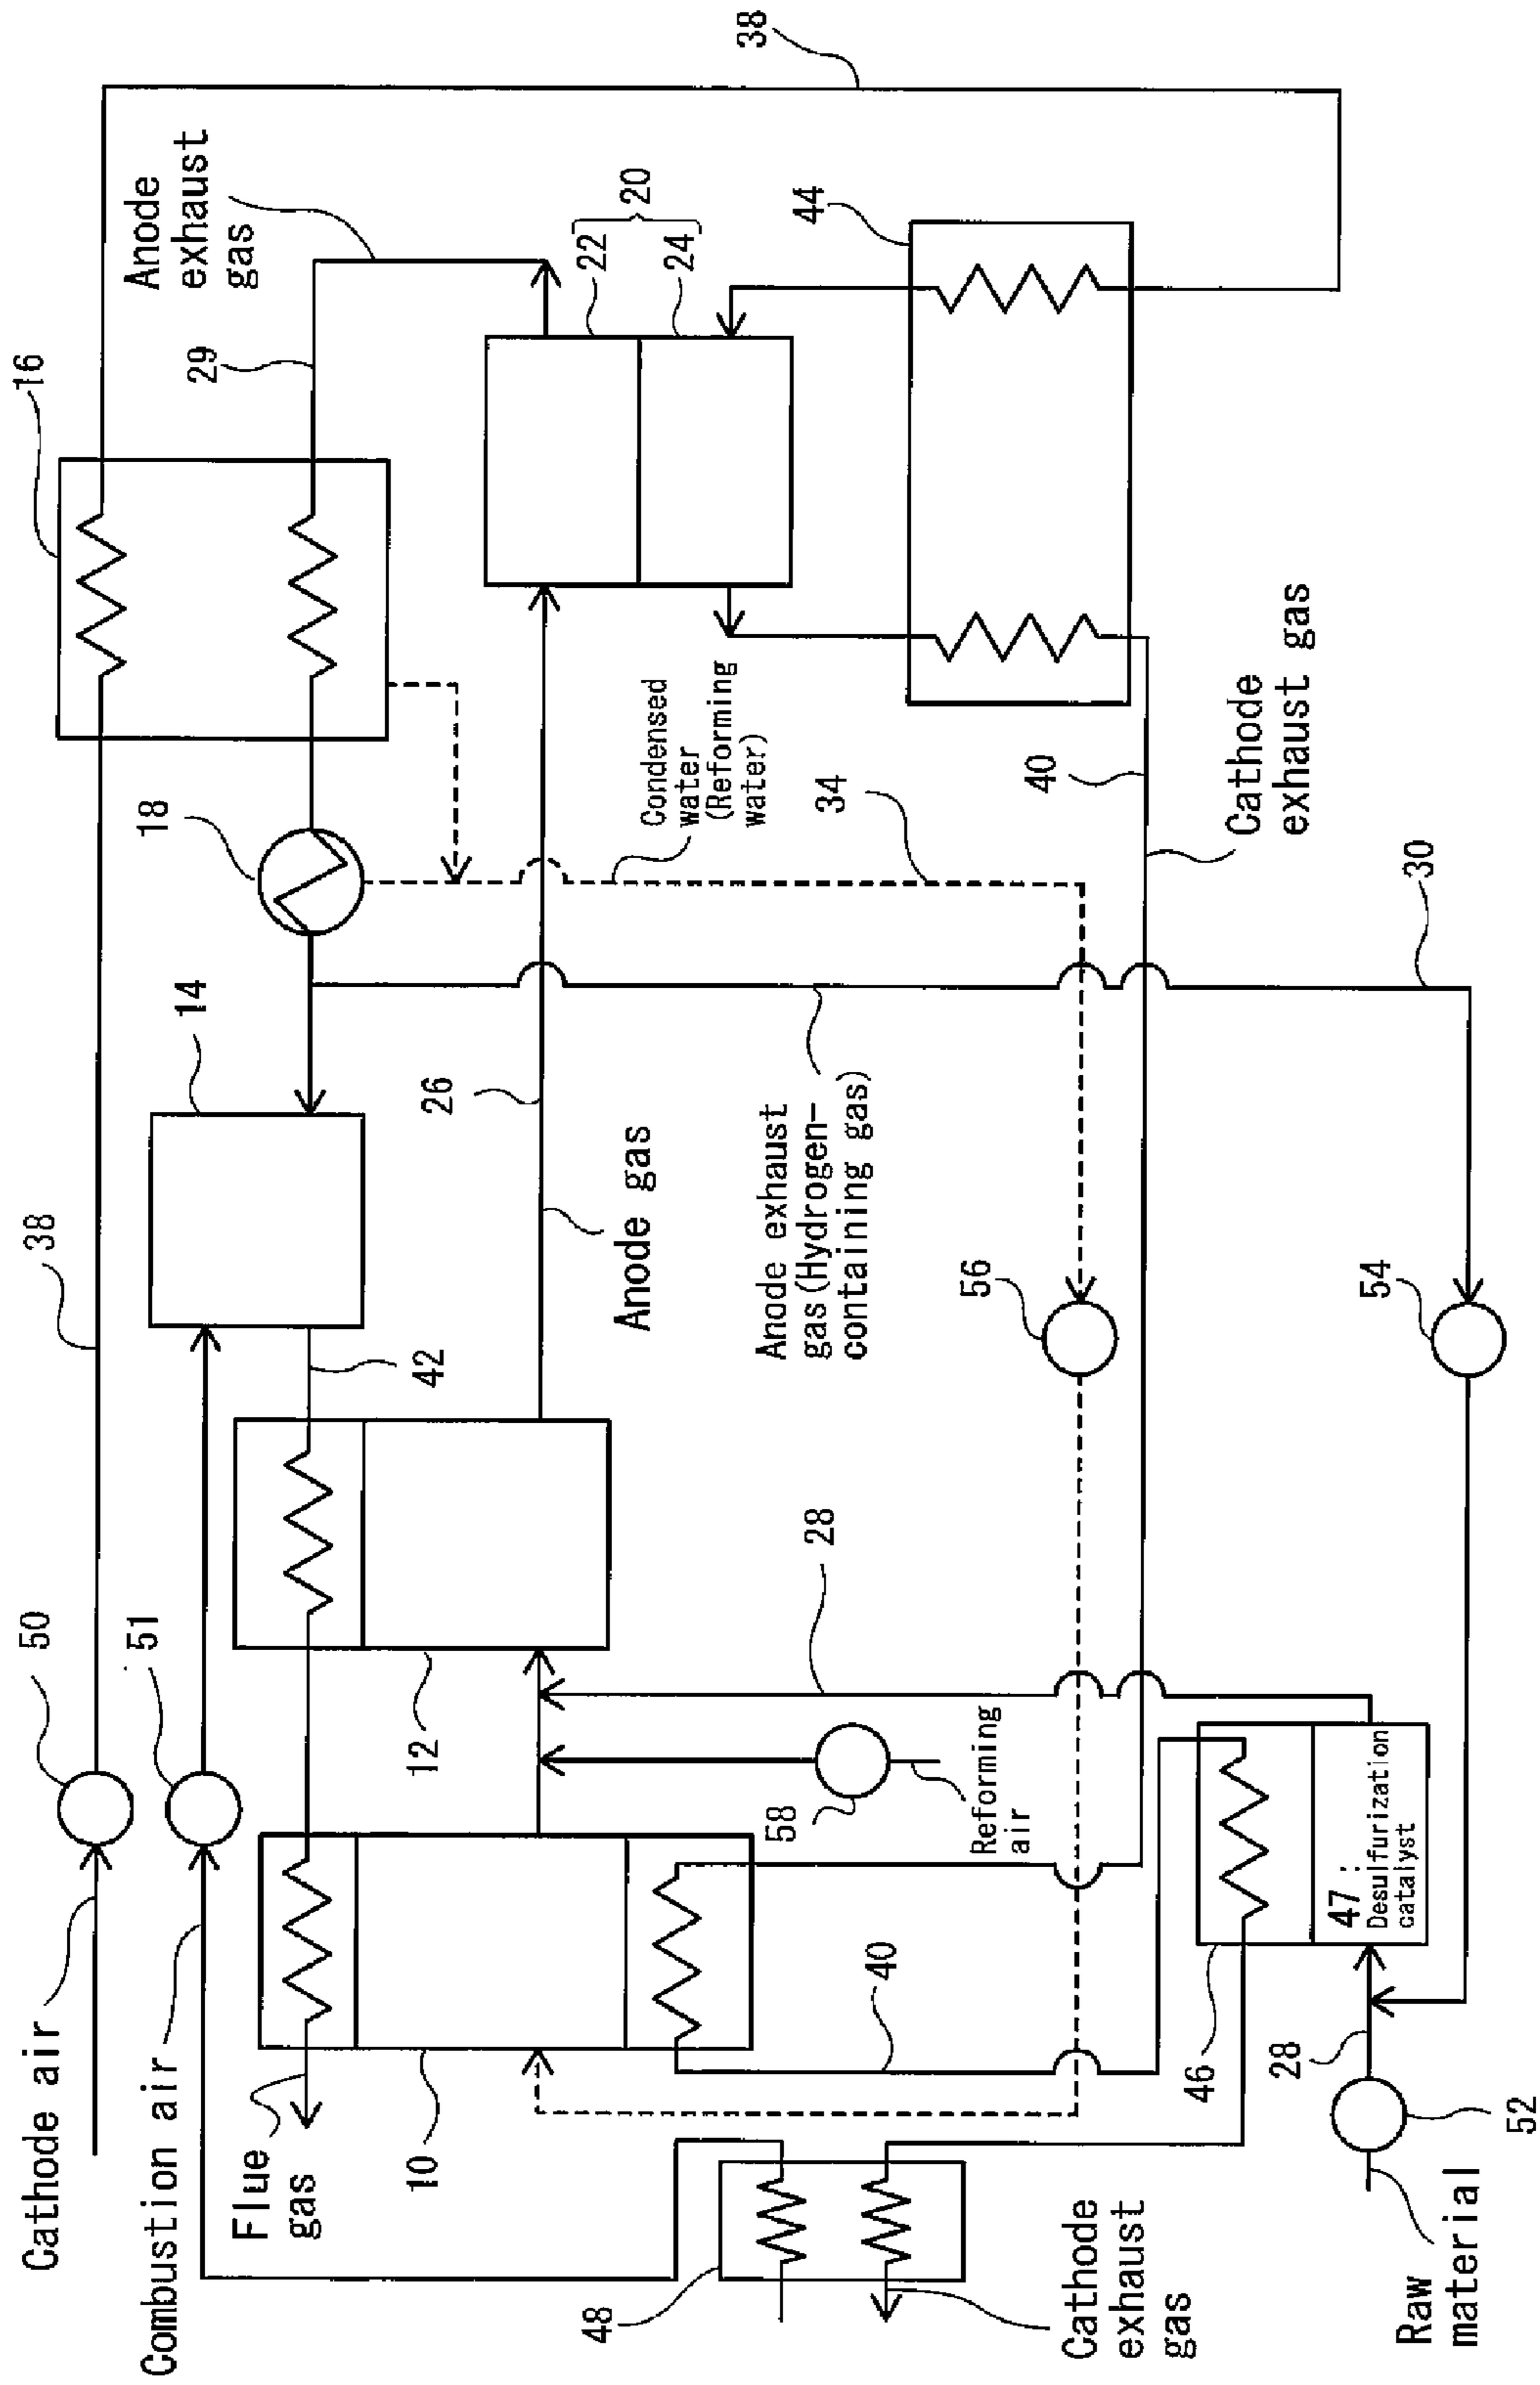 Cathode air
50
38
16
38
Combustion air
51
14
18
29
Anode
exhaust
gas
Flue
gas
10
12
42
26
Anode gas
22
24
20
44
Condensed
water
(Reforming
water)
34
Anode exhaust
gas(Hydrogen-
containing gas)
58
Reforming
air
28
56
40
Cathode
exhaust gas
30
54
48
Cathode
exhaust
gas
40
46
47 :
Desulfurization
catalyst
28
52
Raw
material